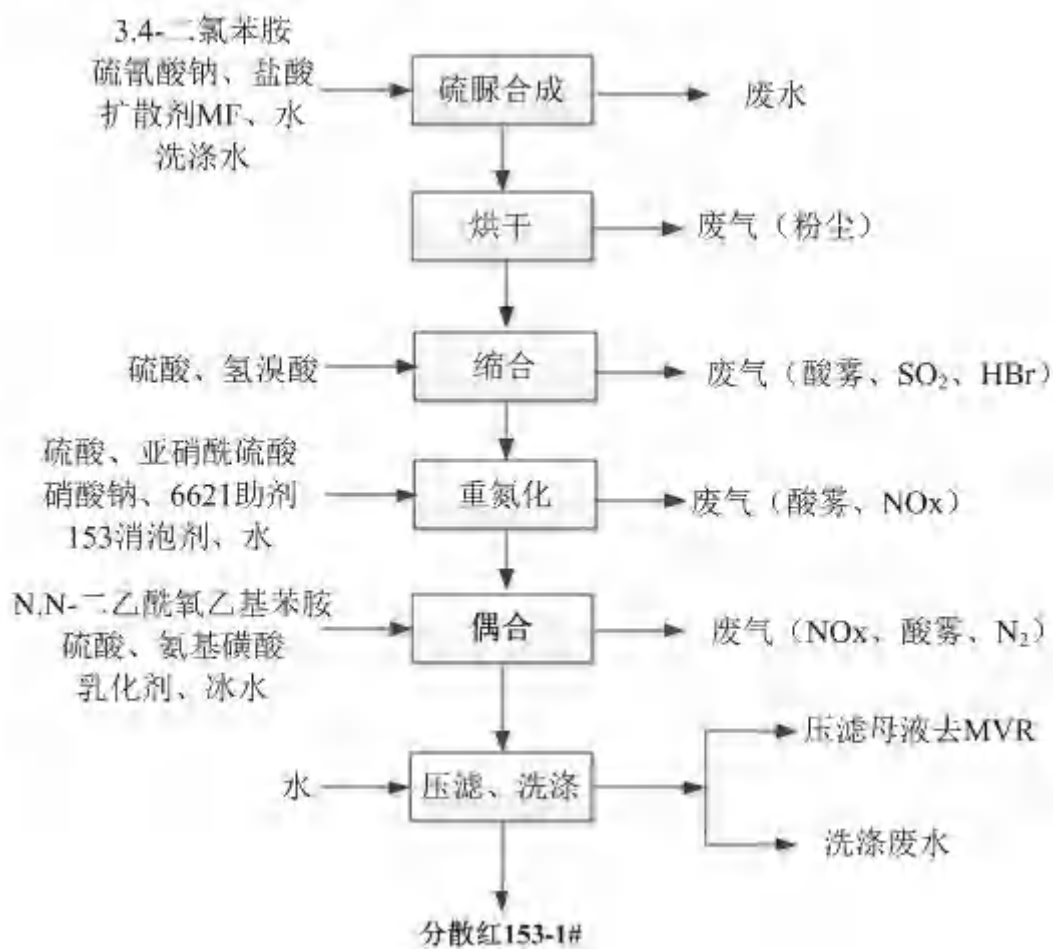 3,4-二氯苯胺
硫氰酸钠、盐酸
扩散剂MF、水
洗涤水
硫脲合成
废水
烘干
废气（粉尘）
硫酸、氢溴酸
缩合
废气（酸雾、SO₂、HBr）
硫酸、亚硝酰硫酸
硝酸钠、6621助剂
153消泡剂、水
重氮化
废气（酸雾、NOx）
N,N-二乙酰氧乙基苯胺
硫酸、氨基磺酸
乳化剂、冰水
偶合
废气（NOx、酸雾、N₂）
水
压滤、洗涤
压滤母液去MVR
洗涤废水
分散红153-1#